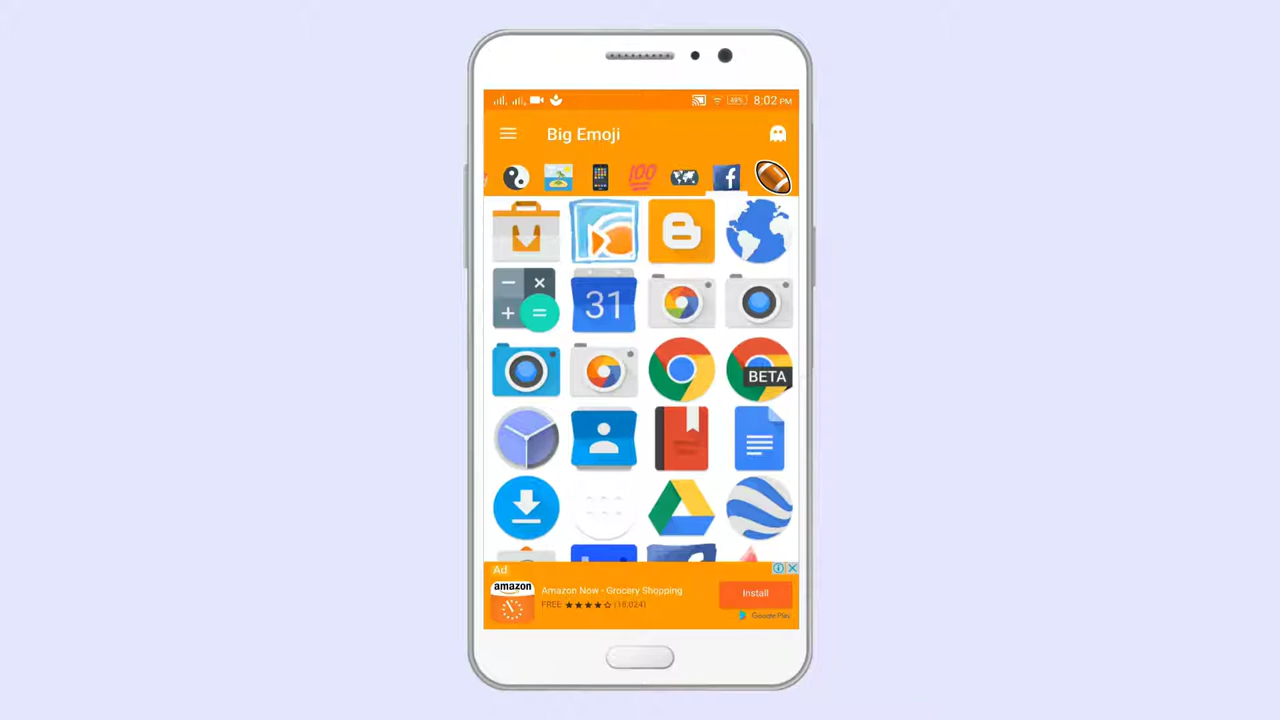 8:02 PM
Big Emoji
100
f
B
31
BETA
Ad
amazon
Amazon Now - Grocery Shopping
Install
FREE ★★★★☆ (16,024)
Google Play